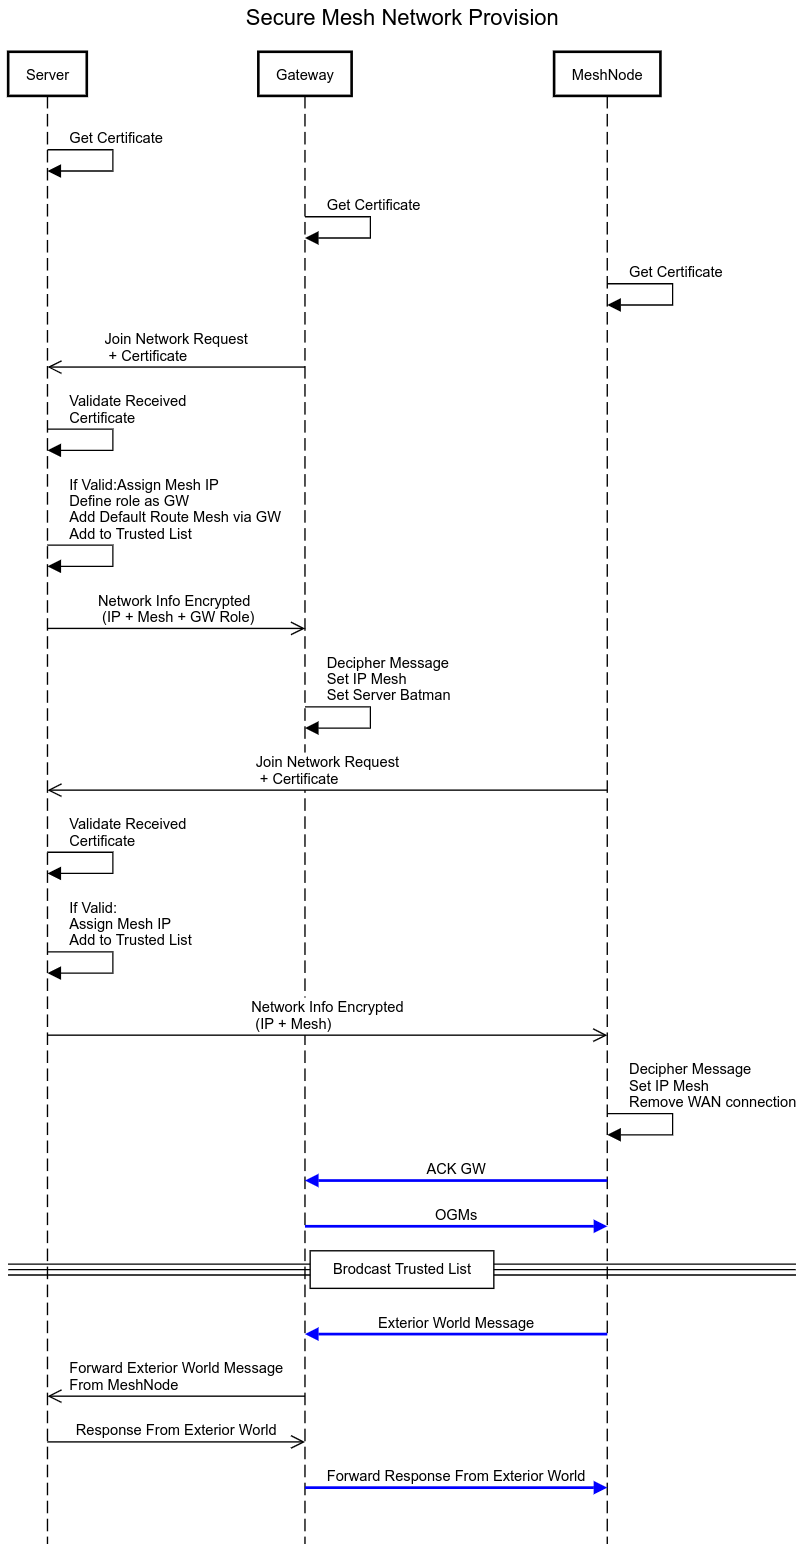 Secure Mesh Network Provision
Server
Gateway
MeshNode
Get Certificate
Get Certificate
Get Certificate
Join Network Request
+ Certificate
Validate Received
Certificate
If Valid:Assign Mesh IP
Define role as GW
Add Default Route Mesh via GW
Add to Trusted List
Network Info Encrypted
(IP + Mesh + GW Role)
Decipher Message
Set IP Mesh
Set Server Batman
Join Network Request
+ Certificate
Validate Received
Certificate
If Valid:
Assign Mesh IP
Add to Trusted List
Network Info Encrypted
(IP + Mesh)
Decipher Message
Set IP Mesh
Remove WAN connection
ACK GW
OGMs
Brodcast Trusted List
Exterior World Message
Forward Exterior World Message
From MeshNode
Response From Exterior World
Forward Response From Exterior World